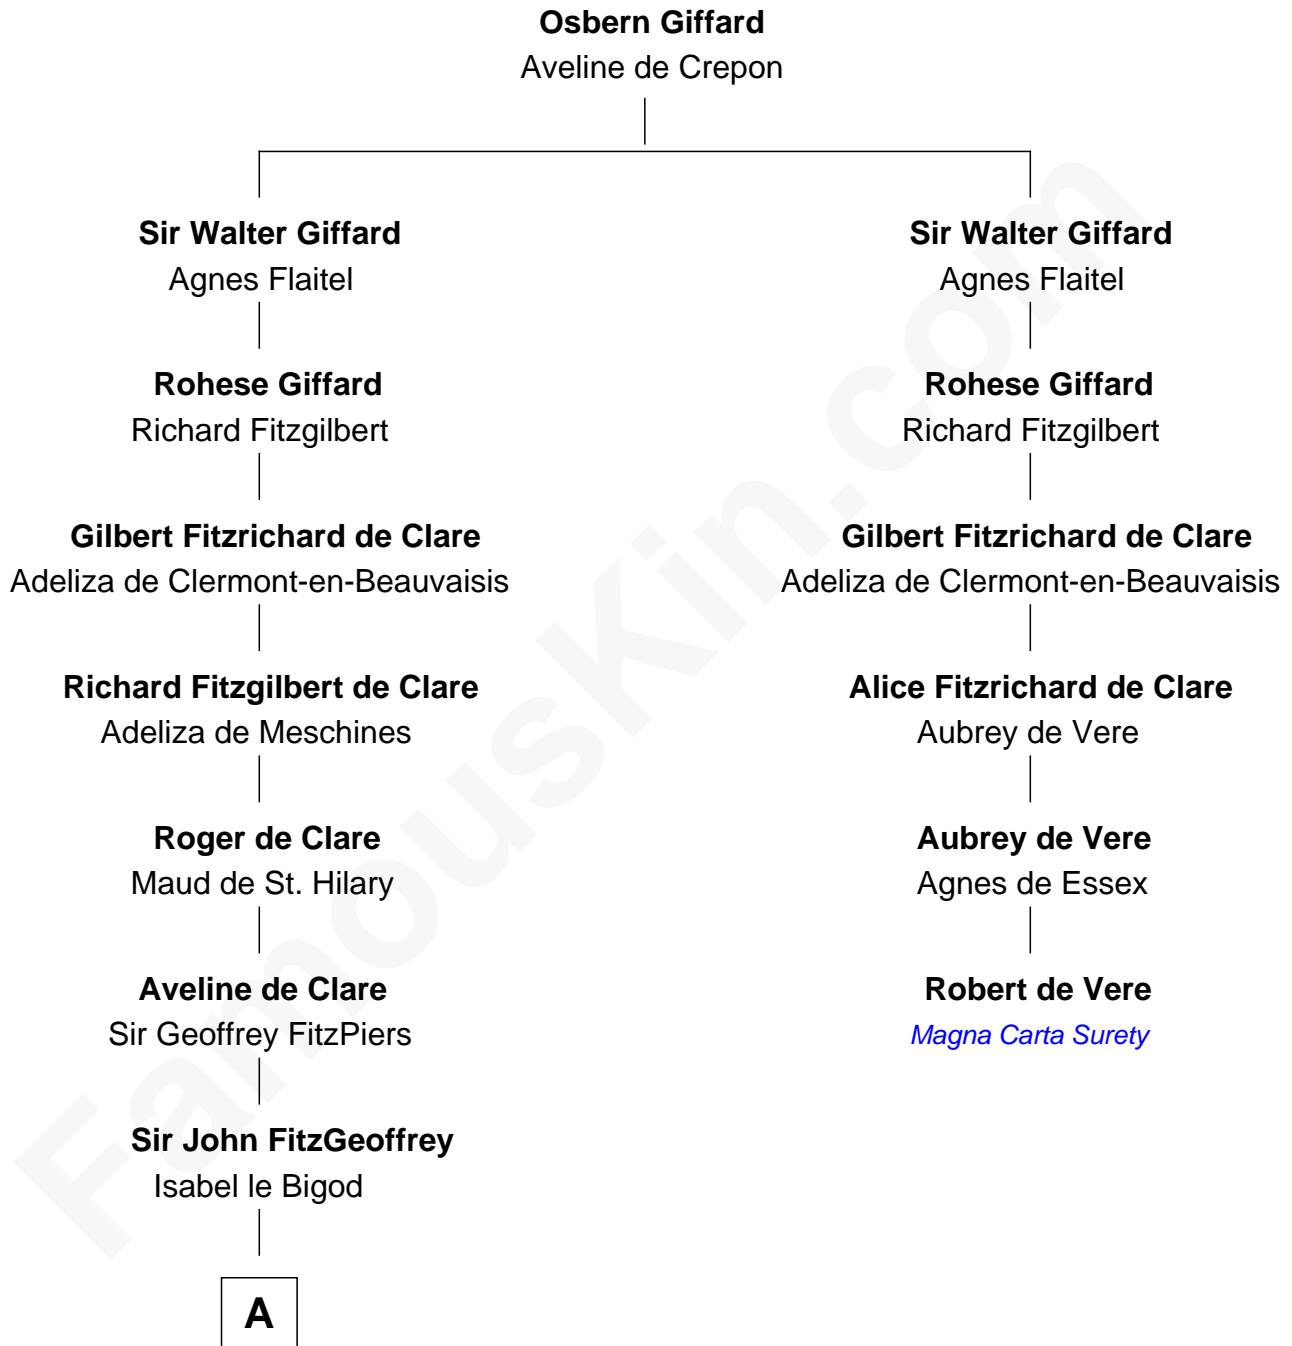 Osbern Giffard
Aveline de Crepon
Sir Walter Giffard
Agnes Flaitel
Rohese Giffard
Richard Fitzgilbert
Gilbert Fitzrichard de Clare
Adeliza de Clermont-en-Beauvaisis
Richard Fitzgilbert de Clare
Adeliza de Meschines
Roger de Clare
Maud de St. Hilary
Aveline de Clare
Sir Geoffrey FitzPiers
Sir John FitzGeoffrey
Isabel le Bigod
A
Sir Walter Giffard
Agnes Flaitel
Rohese Giffard
Richard Fitzgilbert
Gilbert Fitzrichard de Clare
Adeliza de Clermont-en-Beauvaisis
Alice Fitzrichard de Clare
Aubrey de Vere
Aubrey de Vere
Agnes de Essex
Robert de Vere
Magna Carta Surety
FamousKin.com